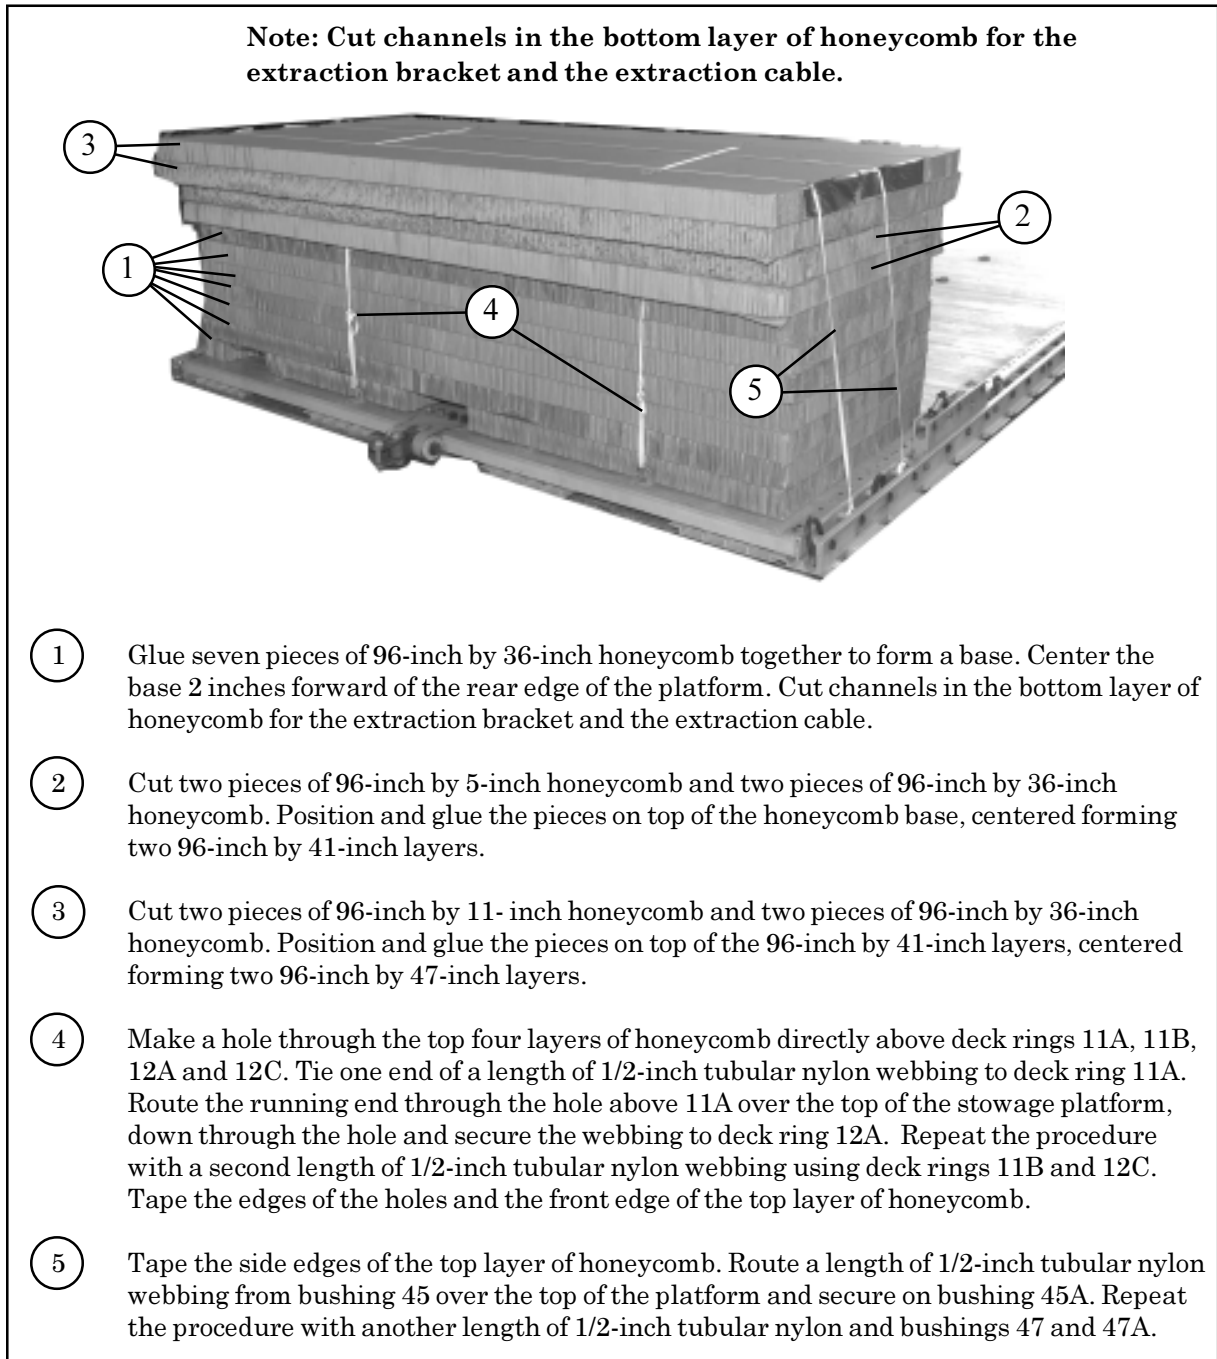 Note: Cut channels in the bottom layer of honeycomb for the
extraction bracket and the extraction cable.
3
2
1
4
5
1
Glue seven pieces of 96-inch by 36-inch honeycomb together to form a base. Center the
base 2 inches forward of the rear edge of the platform. Cut channels in the bottom layer of
honeycomb for the extraction bracket and the extraction cable.
2
Cut two pieces of 96-inch by 5-inch honeycomb and two pieces of 96-inch by 36-inch
honeycomb. Position and glue the pieces on top of the honeycomb base, centered forming
two 96-inch by 41-inch layers.
3
Cut two pieces of 96-inch by 11- inch honeycomb and two pieces of 96-inch by 36-inch
honeycomb. Position and glue the pieces on top of the 96-inch by 41-inch layers, centered
forming two 96-inch by 47-inch layers.
4
Make a hole through the top four layers of honeycomb directly above deck rings 11A, 11B,
12A and 12C. Tie one end of a length of 1/2-inch tubular nylon webbing to deck ring 11A.
Route the running end through the hole above 11A over the top of the stowage platform,
down through the hole and secure the webbing to deck ring 12A. Repeat the procedure
with a second length of 1/2-inch tubular nylon webbing using deck rings 11B and 12C.
Tape the edges of the holes and the front edge of the top layer of honeycomb.
5
Tape the side edges of the top layer of honeycomb. Route a length of 1/2-inch tubular nylon
webbing from bushing 45 over the top of the platform and secure on bushing 45A. Repeat
the procedure with another length of 1/2-inch tubular nylon and bushings 47 and 47A.